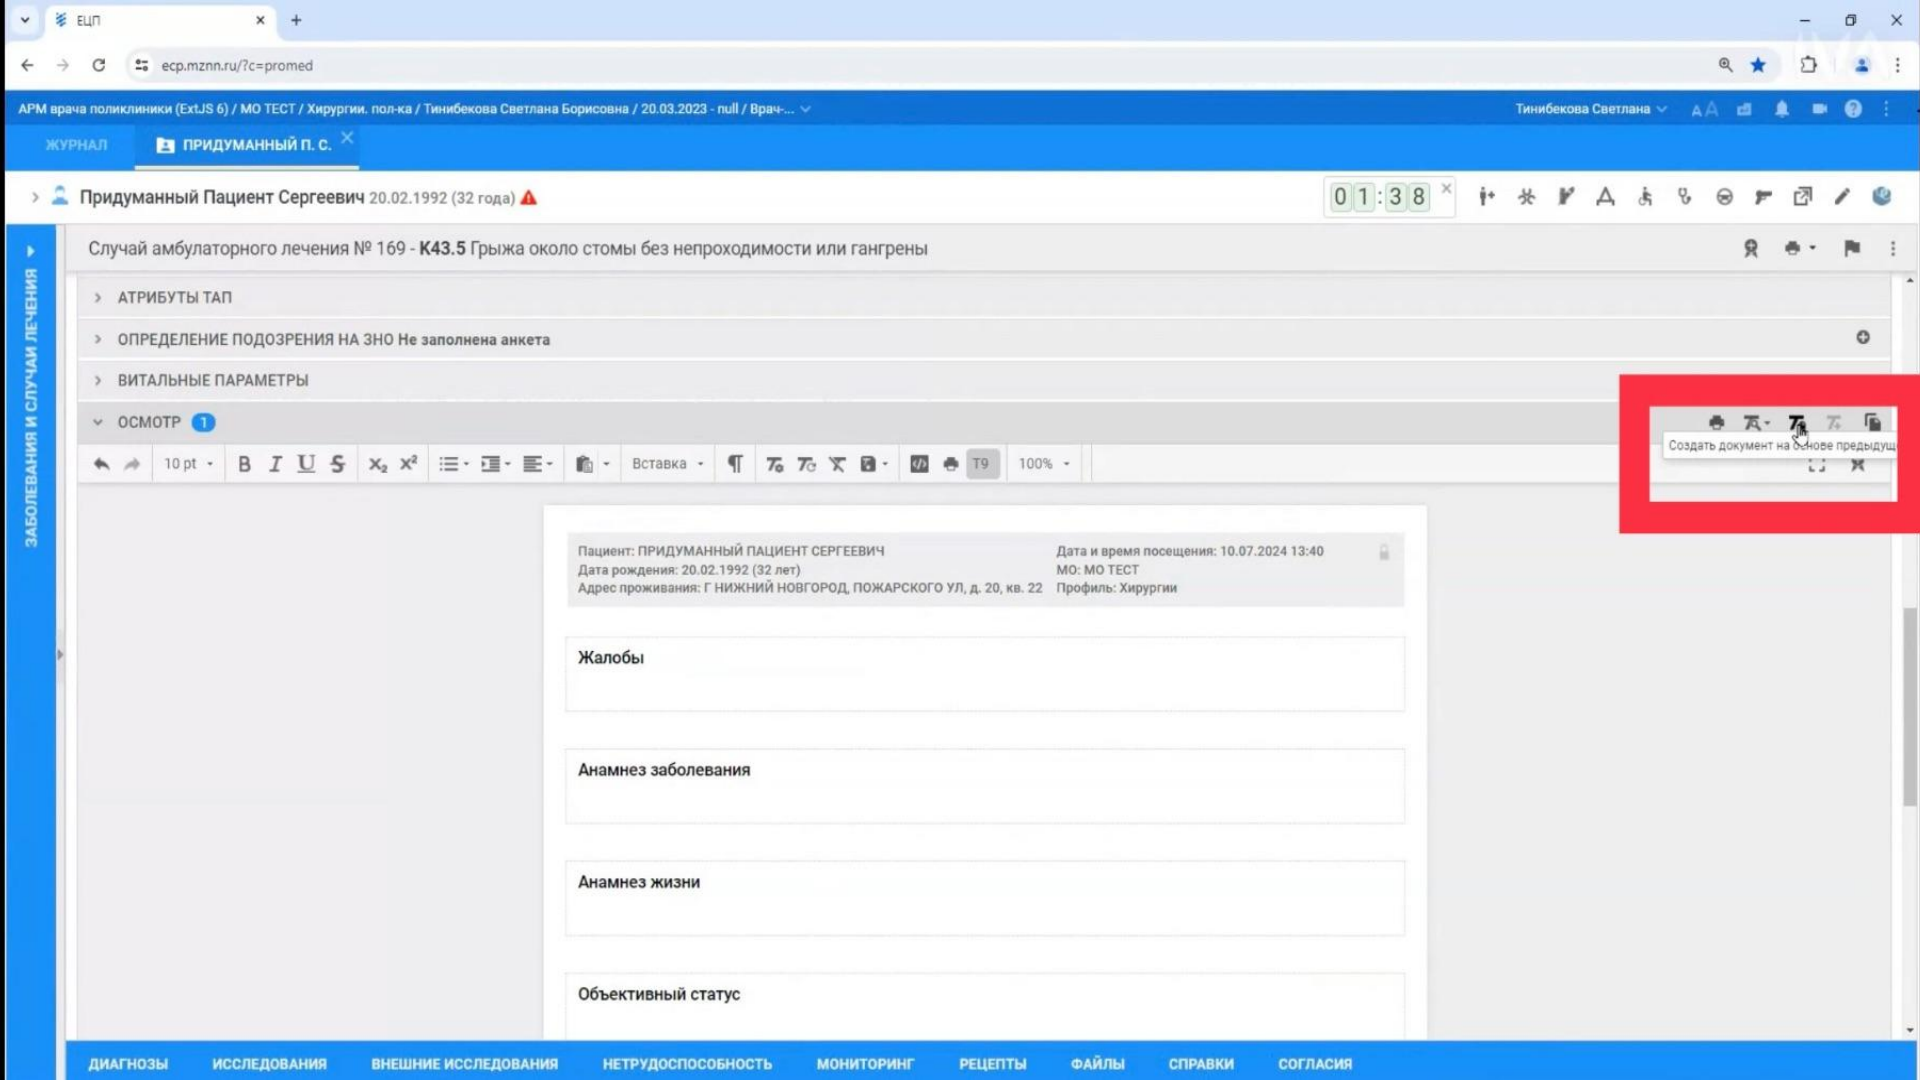 ЕЦП
ecp.mznn.ru/?c=promed
АРМ врача поликлиники (ExtJS 6) / МО ТЕСТ / Хирургии. пол-ка / Тинибекова Светлана Борисовна / 20.03.2023 - null / Врач-...
Тинибекова Светлана
ЖУРНАЛ
ПРИДУМАННЫЙ П. С.
Придуманный Пациент Сергеевич 20.02.1992 (32 года)
01:38
Случай амбулаторного лечения № 169 - K43.5 Грыжа около стомы без непроходимости или гангрены
ЗАБОЛЕВАНИЯ И СЛУЧАИ ЛЕЧЕНИЯ
АТРИБУТЫ ТАП
ОПРЕДЕЛЕНИЕ ПОДОЗРЕНИЯ НА ЗНО Не заполнена анкета
ВИТАЛЬНЫЕ ПАРАМЕТРЫ
ОСМОТР 1
Создать документ на основе предыдущ
10 pt B I U S X₂ X² Вставка T9 100%
Пациент: ПРИДУМАННЫЙ ПАЦИЕНТ СЕРГЕЕВИЧ
Дата и время посещения: 10.07.2024 13:40
Дата рождения: 20.02.1992 (32 лет)
МО: МО ТЕСТ
Адрес проживания: Г НИЖНИЙ НОВГОРОД, ПОЖАРСКОГО УЛ, д. 20, кв. 22
Профиль: Хирургии
Жалобы
Анамнез заболевания
Анамнез жизни
Объективный статус
ДИАГНОЗЫ ИССЛЕДОВАНИЯ ВНЕШНИЕ ИССЛЕДОВАНИЯ НЕТРУДОСПОСОБНОСТЬ МОНИТОРИНГ РЕЦЕПТЫ ФАЙЛЫ СПРАВКИ СОГЛАСИЯ